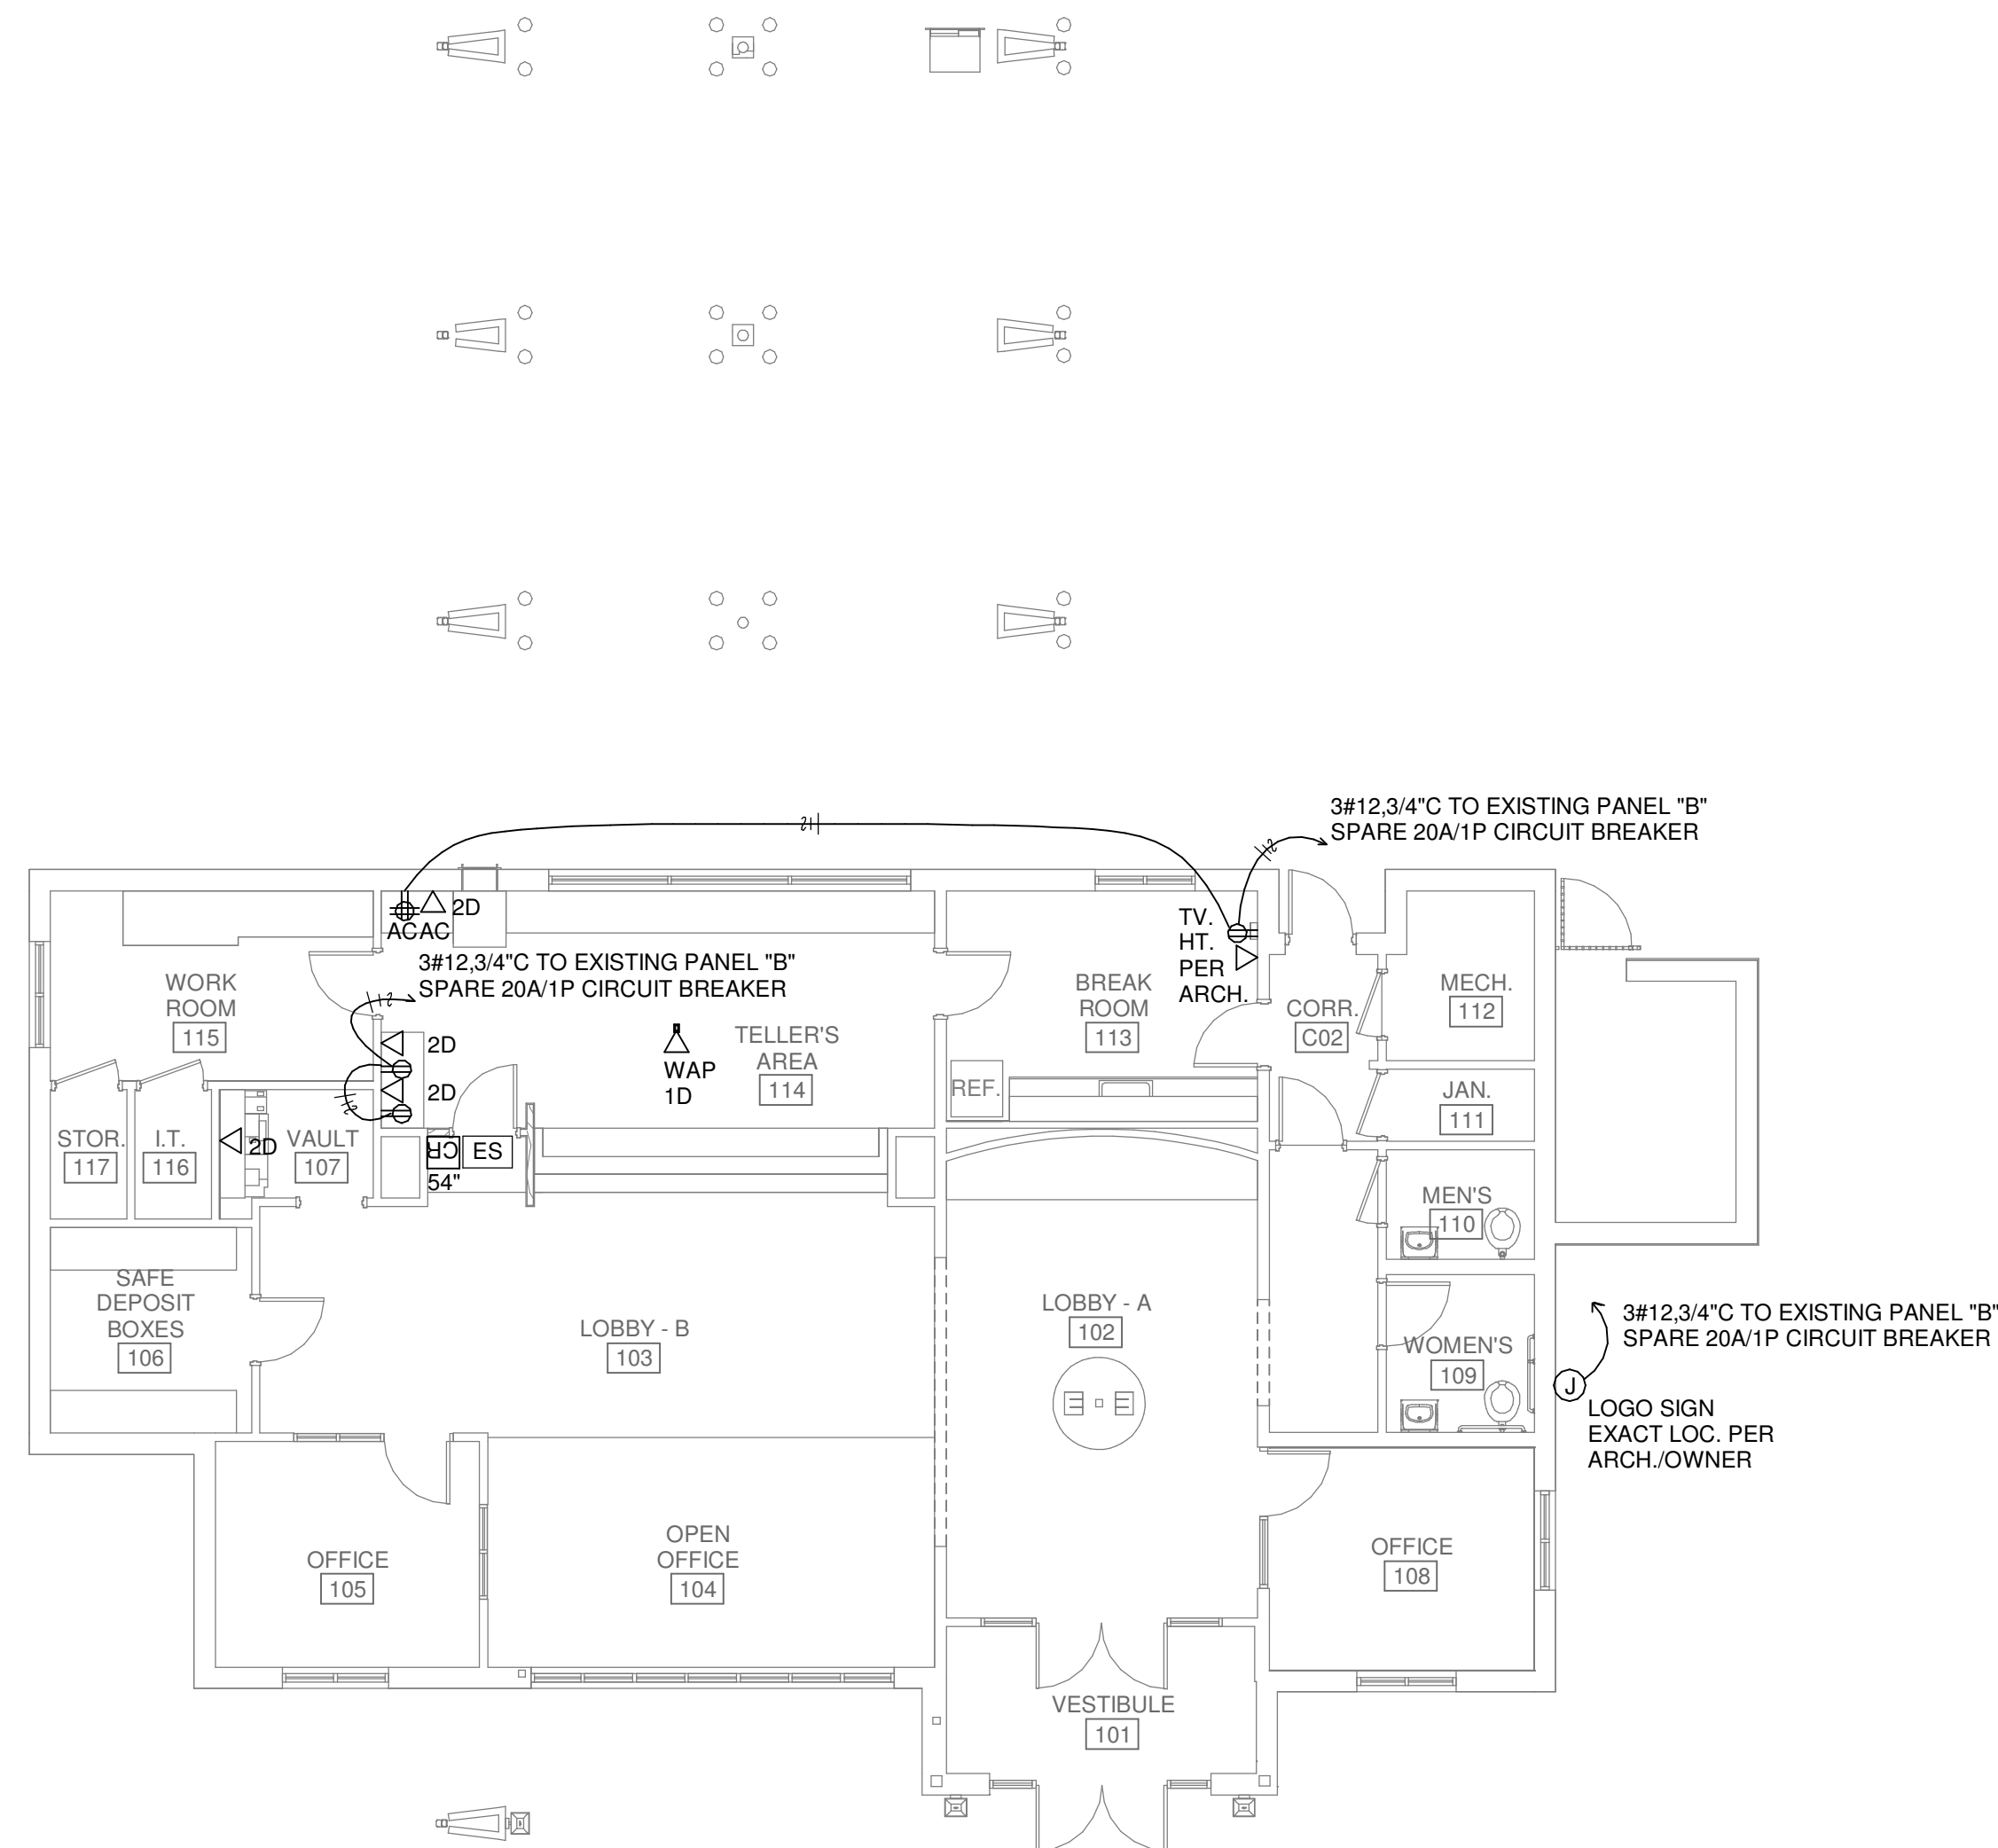 3#12,3/4"C TO EXISTING PANEL "B"
SPARE 20A/1P CIRCUIT BREAKER
2D
ACAC
TV.
HT.
PER
ARCH.
3#12,3/4"C TO EXISTING PANEL "B"
SPARE 20A/1P CIRCUIT BREAKER
WORK
ROOM
115
BREAK
ROOM
113
CORR.
C02
MECH.
112
2D
2D
WAP
1D
TELLER'S
AREA
114
REF.
JAN.
111
STOR.
117
I.T.
116
2D
VAULT
107
CR
ES
54"
MEN'S
110
SAFE
DEPOSIT
BOXES
106
LOBBY - B
103
LOBBY - A
102
WOMEN'S
109
3#12,3/4"C TO EXISTING PANEL "B"
SPARE 20A/1P CIRCUIT BREAKER
J
LOGO SIGN
EXACT LOC. PER
ARCH./OWNER
OFFICE
105
OPEN
OFFICE
104
OFFICE
108
VESTIBULE
101